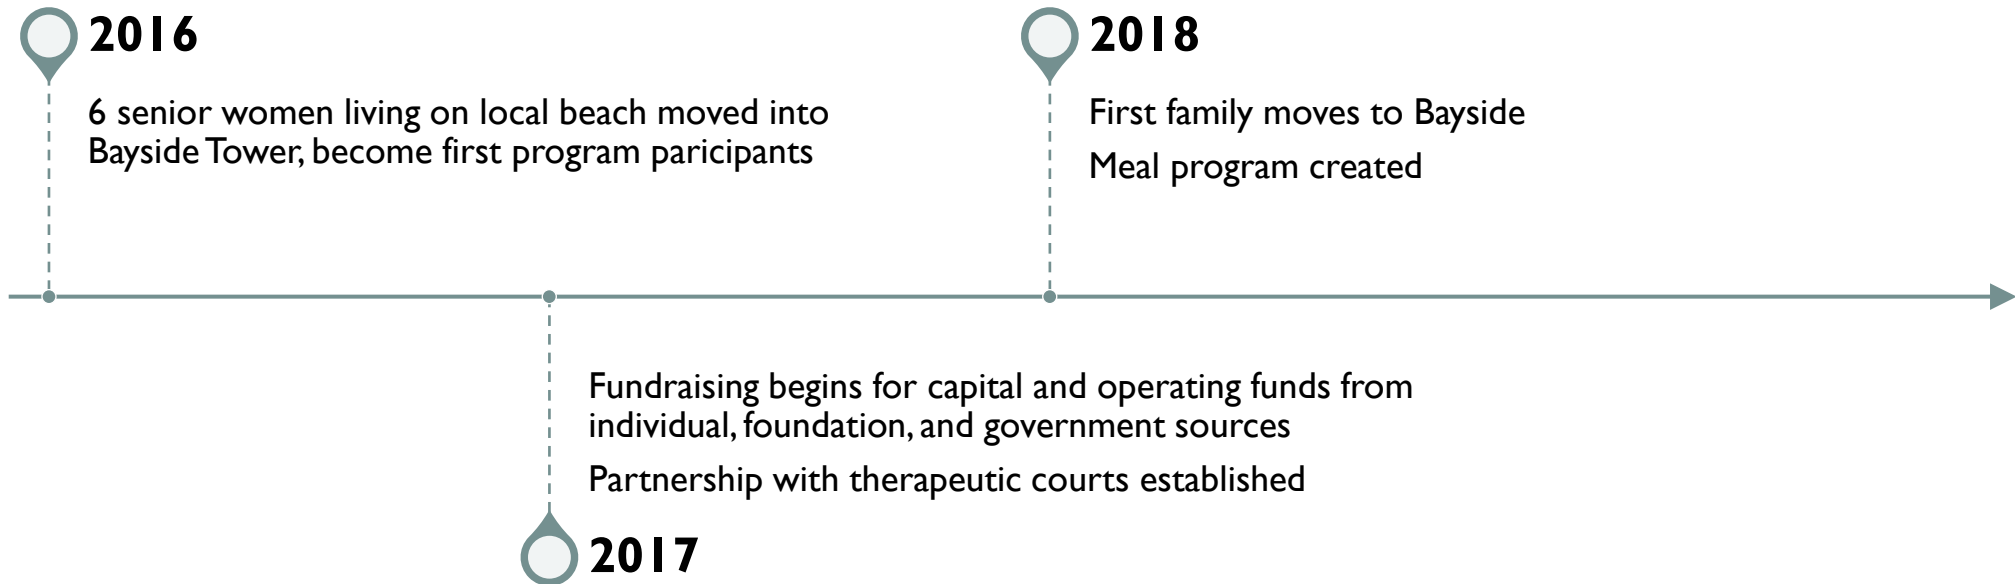 2016
6 senior women living on local beach moved into
Bayside Tower, become first program paricipants
2018
First family moves to Bayside
Meal program created
Fundraising begins for capital and operating funds from
individual, foundation, and government sources
Partnership with therapeutic courts established
2017